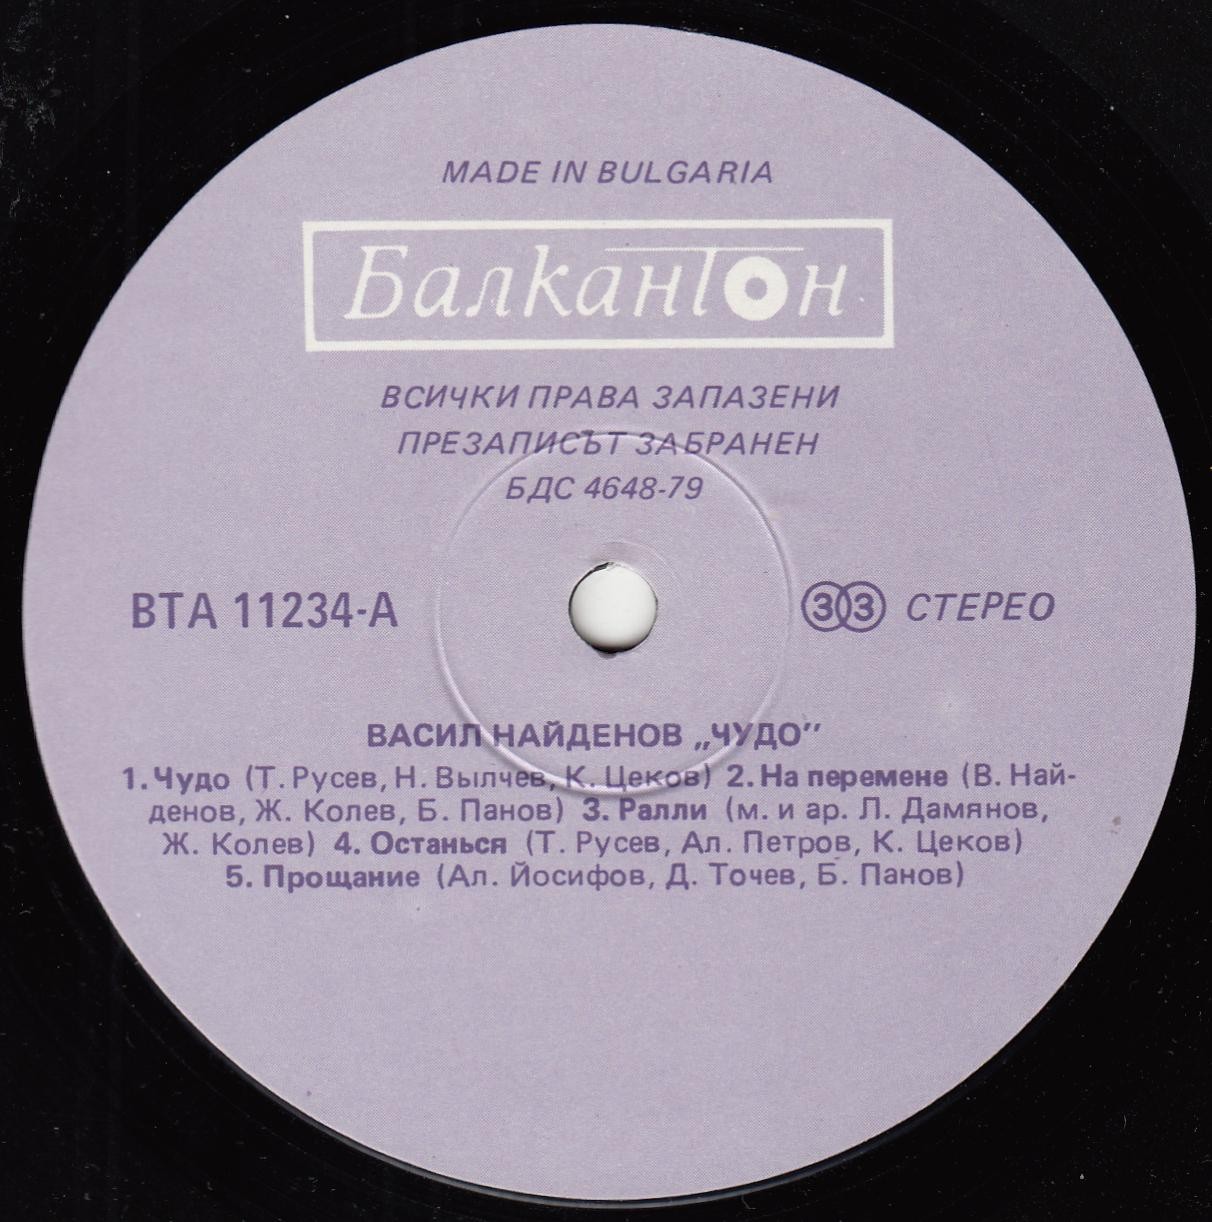 MADE IN BULGARIA
Балкантон
ВСИЧКИ ПРАВА ЗАПАЗЕНИ
ПРЕЗАПИСЪТ ЗАБРАНЕН
БДС 4648-79
ВТА 11234-А 33 СТЕРЕО
ВАСИЛ НАЙДЕНОВ „ЧУДО”
1. Чудо (Т. Русев, Н. Вылчев, К. Цеков) 2. На перемене (В. Най-
денов, Ж. Колев, Б. Панов) 3. Ралли (м. и ар. Л. Дамянов,
Ж. Колев) 4. Останься (Т. Русев, Ал. Петров, К. Цеков)
5. Прощание (Ал. Йосифов, Д. Точев, Б. Панов)